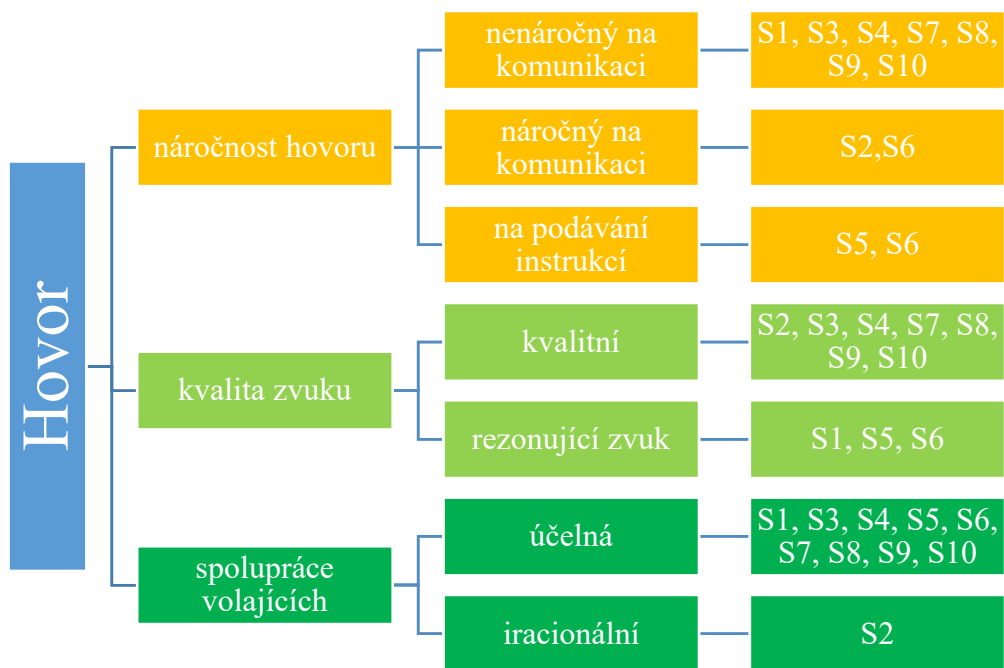 Hovor
náročnost hovoru
nenáročný na
komunikaci
S1, S3, S4, S7, S8,
S9, S10
náročný na
komunikaci
S2,S6
na podávání
instrukcí
S5, S6
kvalita zvuku
kvalitní
S2, S3, S4, S7, S8,
S9, S10
rezonující zvuk
S1, S5, S6
spolupráce
volajících
účelná
S1, S3, S4, S5, S6,
S7, S8, S9, S10
iracionální
S2